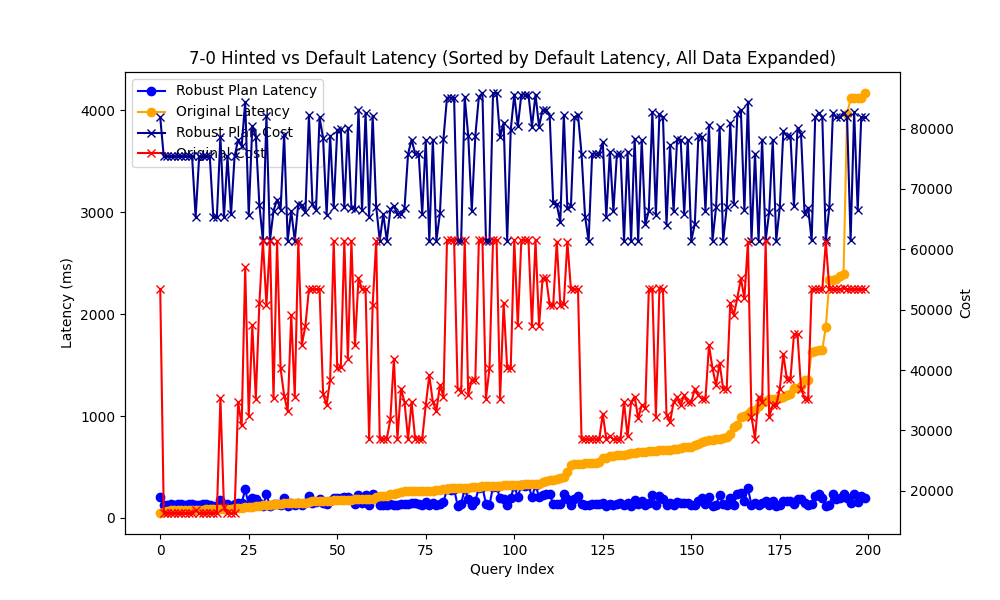 7-0 Hinted vs Default Latency (Sorted by Default Latency, All Data Expanded)
Robust Plan Latency
Original Latency
Robust Plan Cost
Original Cost
4000
3000
2000
1000
0
Latency (ms)
80000
70000
60000
50000
40000
30000
20000
Cost
0 25 50 75 100 125 150 175 200
Query Index